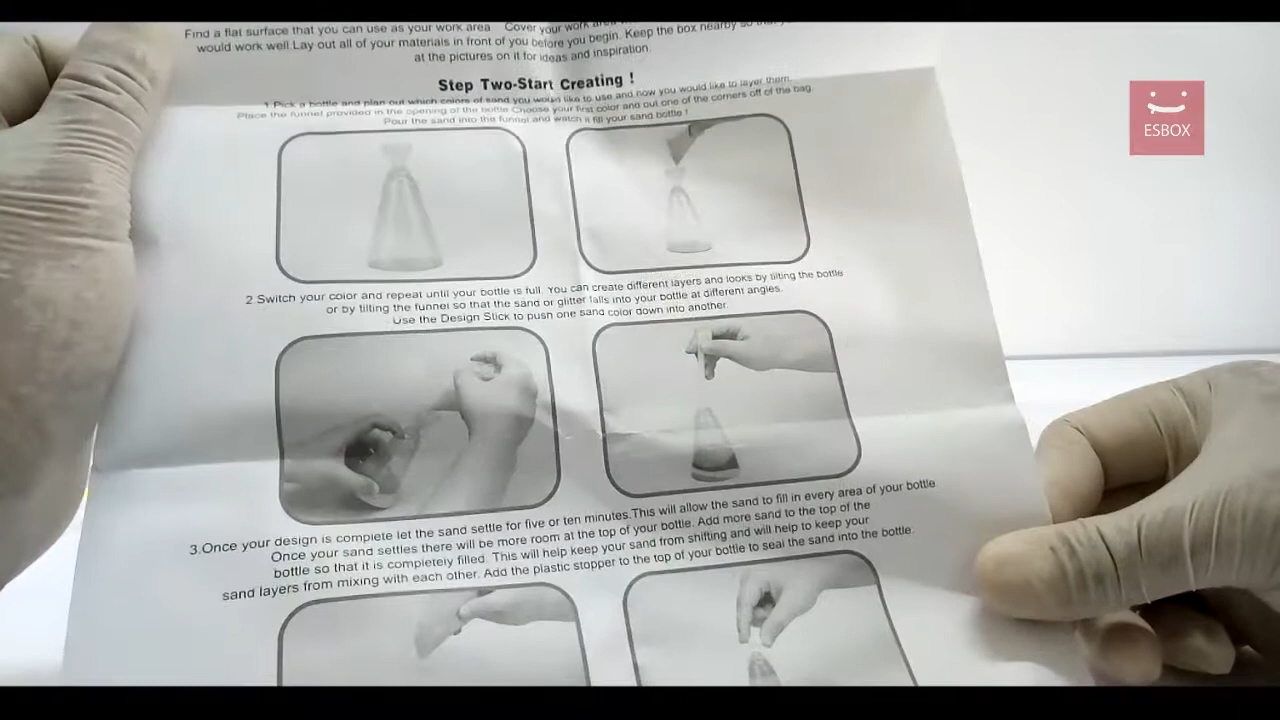 Find a flat surface that you can use as your work area Cover your work area
would work well.Lay out all of your materials in front of you before you begin. Keep the box nearby so that
at the pictures on it for ideas and inspiration.
Step Two-Start Creating !
1.Pick a bottle and plan out which colors of sand you would like to use and now you would like to layer them.
Place the funnel provided in the opening of the bottle.Choose your first color and out one of the corners off of the bag.
Pour the sand into the funnel and watch it fill your sand bottle !
2.Switch your color and repeat until your bottle is full. You can create different layers and looks by tilting the bottle
or by tilting the funnel so that the sand or glitter falls into your bottle at different angles.
Use the Design Stick to push one sand color down into another.
3.Once your design is complete let the sand settle for five or ten minutes.This will allow the sand to fill in every area of your bottle.
Once your sand settles there will be more room at the top of your bottle. Add more sand to the top of the
bottle so that it is completely filled. This will help keep your sand from shifting and will help to keep your
sand layers from mixing with each other. Add the plastic stopper to the top of your bottle to seal the sand into the bottle.
ESBOX